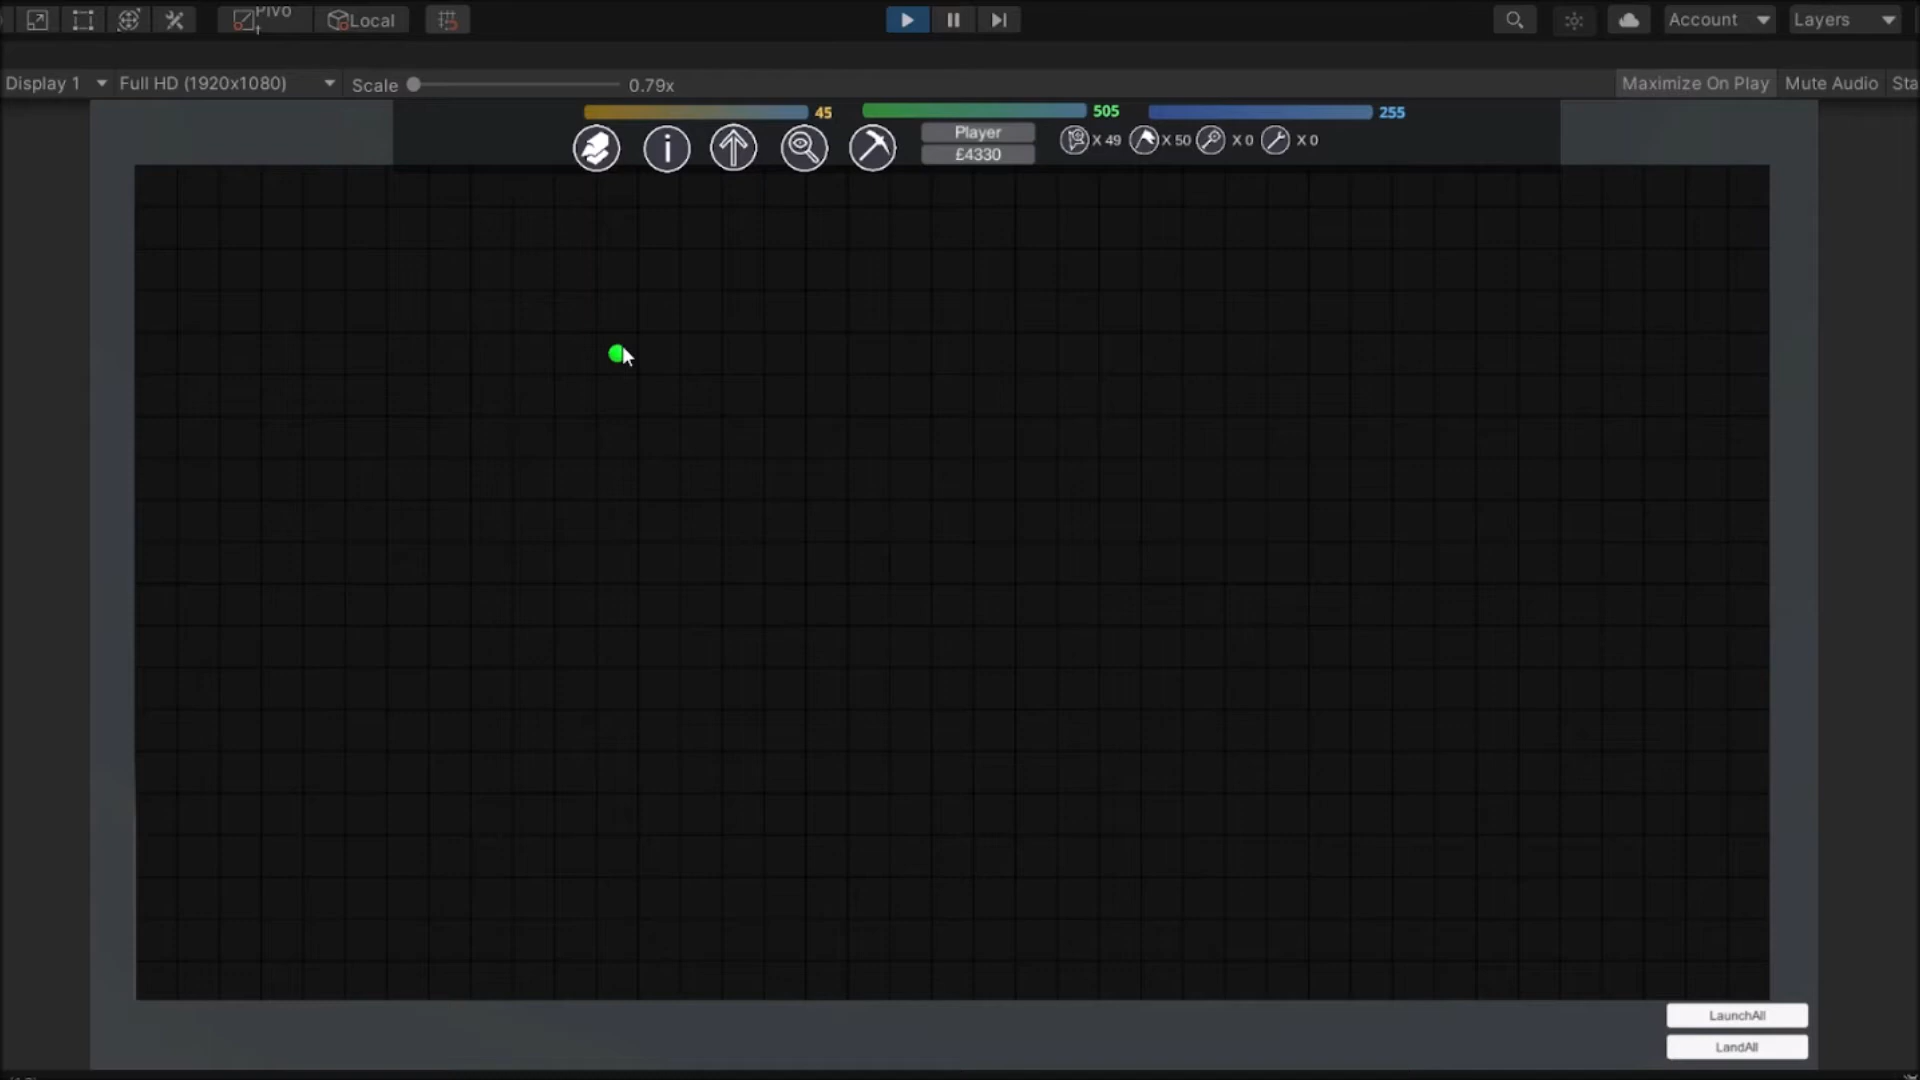 Pivo
t
Local
Account
Layers
Display 1
Full HD (1920x1080)
Scale
0.79x
Maximize On Play
Mute Audio
Sta
45
505
255
Player
£4330
X 49
X 50
X 0
X 0
LaunchAll
LandAll